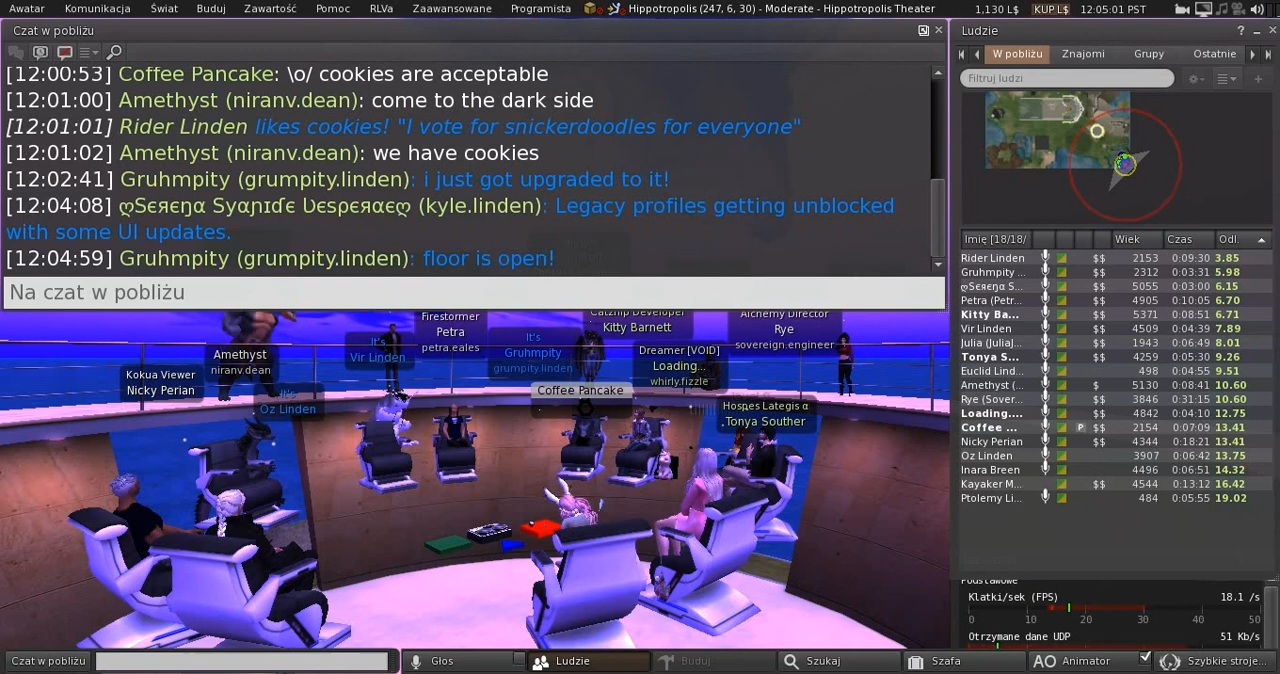 Awatar Komunikacja Świat Buduj Zawartość Pomoc RLVa Zaawansowane Programista Hippotropolis (247, 6, 30) - Moderate - Hippotropolis Theater 1,130 L$ KUP L$ 12:05:01 PST
Czat w pobliżu
[12:00:53] Coffee Pancake: \o/ cookies are acceptable
[12:01:00] Amethyst (niranv.dean): come to the dark side
[12:01:01] Rider Linden likes cookies! "I vote for snickerdoodles for everyone"
[12:01:02] Amethyst (niranv.dean): we have cookies
[12:02:41] Gruhmpity (grumpity.linden): i just got upgraded to it!
[12:04:08] ღSєяєηα Sуαɲιɗє Ʋєѕρєяαєღ (kyle.linden): Legacy profiles getting unblocked
with some UI updates.
[12:04:59] Gruhmpity (grumpity.linden): floor is open!
Na czat w pobliżu
Firestormer
Petra
petra.eales
Catznip Developer
Kitty Barnett
Alchemy Director
Rye
sovereign.engineer
It's
Vir Linden
It's
Gruhmpity
grumpity.linden
Amethyst
niranv.dean
Dreamer [VOID]
Loading...
whirly.fizzle
Kokua Viewer
Nicky Perian
Coffee Pancake
It's
Oz Linden
Hospes Lategis α
Tonya Souther
Ludzie
W pobliżu Znajomi Grupy Ostatnie
Filtruj ludzi
Imię [18/18/ Wiek Czas Odl.
Rider Linden $$ 2153 0:09:30 3.85
Gruhmpity ... $$ 2312 0:03:31 5.98
ღSєяєηα S... $$ 5055 0:03:00 6.15
Petra (Petr... $$ 4905 0:10:05 6.70
Kitty Ba... $$ 5371 0:08:51 6.71
Vir Linden $$ 4509 0:04:39 7.89
Julia (JuliaJ... $$ 1943 0:06:49 8.01
Tonya S... $$ 4259 0:05:30 9.26
Euclid Lind... 498 0:04:55 9.51
Amethyst (... $ 5130 0:08:41 10.60
Rye (Sover... $$ 3846 0:31:15 10.60
Loading.... $$ 4842 0:04:10 12.75
Coffee ... P $$ 2154 0:07:09 13.41
Nicky Perian $$ 4344 0:18:21 13.41
Oz Linden 3907 0:06:42 13.75
Inara Breen 4496 0:06:51 14.32
Kayaker M... $$ 4544 0:13:12 16.42
Ptolemy Li... 484 0:05:55 19.02
Podstawowe
Klatki/sek (FPS) 18.1 /s
0 10 20 30 40 50
Otrzymane dane UDP 51 Kb/s
Czat w pobliżu Głos Ludzie Buduj Szukaj Szafa AO Animator Szybkie stroje...